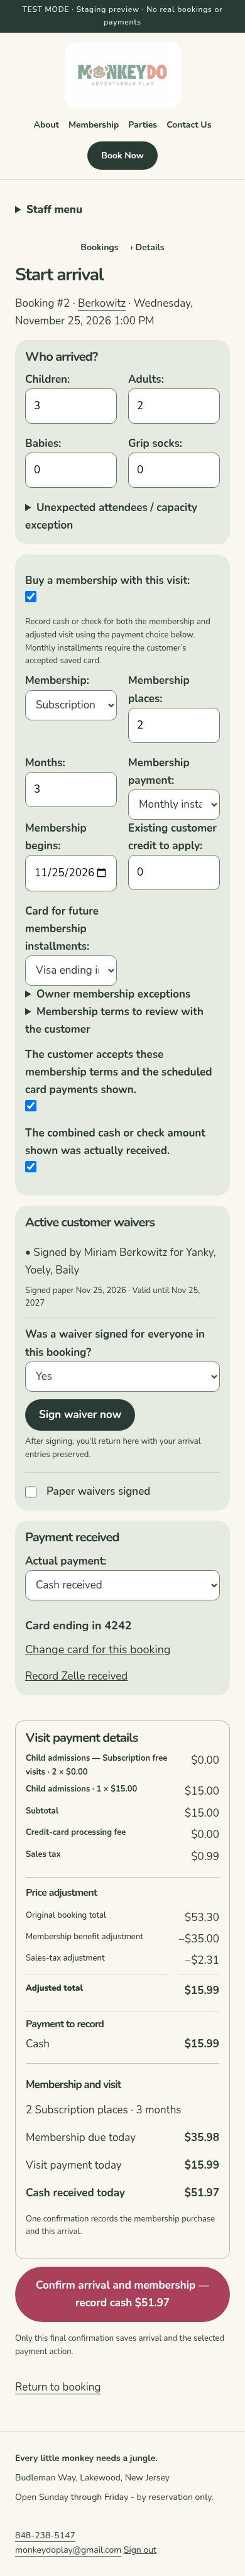 TEST MODE · Staging preview · No real bookings or
payments
MONKEYDO
ADVENTUROUS PLAY
About Membership Parties Contact Us
Book Now
▶ Staff menu
Bookings › Details
Start arrival
Booking #2 · Berkowitz · Wednesday,
November 25, 2026 1:00 PM
Who arrived?
Children: Adults:
3 2
Babies: Grip socks:
0 0
▶ Unexpected attendees / capacity
exception
Buy a membership with this visit:
Record cash or check for both the membership and
adjusted visit using the payment choice below.
Monthly installments require the customer's
accepted saved card.
Membership: Membership
places:
Subscription 2
Months: Membership
payment:
3 Monthly insta
Membership
begins:
Existing customer
credit to apply:
11/25/2026 0
Card for future
membership
installments:
Visa ending i
▶ Owner membership exceptions
▶ Membership terms to review with
the customer
The customer accepts these
membership terms and the scheduled
card payments shown.
The combined cash or check amount
shown was actually received.
Active customer waivers
• Signed by Miriam Berkowitz for Yanky,
Yoely, Baily
Signed paper Nov 25, 2026 · Valid until Nov 25,
2027
Was a waiver signed for everyone in
this booking?
Yes
Sign waiver now
After signing, you'll return here with your arrival
entries preserved.
Paper waivers signed
Payment received
Actual payment:
Cash received
Card ending in 4242
Change card for this booking
Record Zelle received
Visit payment details
Child admissions — Subscription free
visits · 2 × $0.00 $0.00
Child admissions · 1 × $15.00 $15.00
Subtotal $15.00
Credit-card processing fee $0.00
Sales tax $0.99
Price adjustment
Original booking total $53.30
Membership benefit adjustment −$35.00
Sales-tax adjustment −$2.31
Adjusted total $15.99
Payment to record
Cash $15.99
Membership and visit
2 Subscription places · 3 months
Membership due today $35.98
Visit payment today $15.99
Cash received today $51.97
One confirmation records the membership purchase
and this arrival.
Confirm arrival and membership —
record cash $51.97
Only this final confirmation saves arrival and the selected
payment action.
Return to booking
Every little monkey needs a jungle.
Budleman Way, Lakewood, New Jersey
Open Sunday through Friday - by reservation only.
848-238-5147
monkeydoplay@gmail.com Sign out